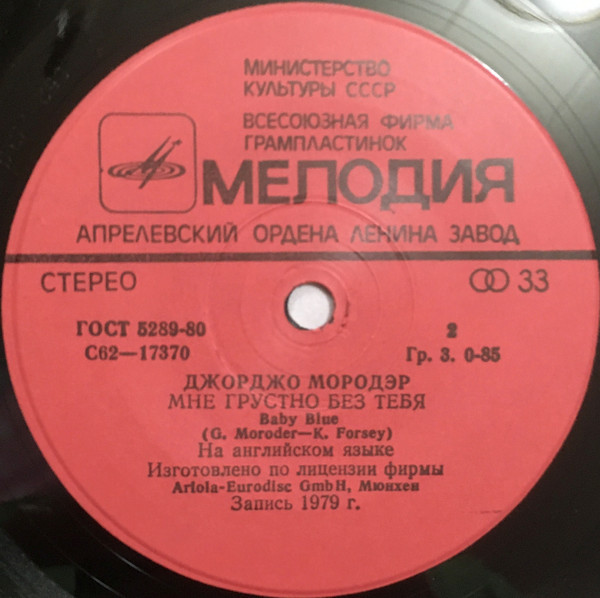 МИНИСТЕРСТВО
КУЛЬТУРЫ СССР
ВСЕСОЮЗНАЯ ФИРМА
ГРАМПЛАСТИНОК
МЕЛОДИЯ
АПРЕЛЕВСКИЙ ОРДЕНА ЛЕНИНА ЗАВОД
СТЕРЕО 33
ГОСТ 5289-80 2
С62—17370 Гр. 3. 0-85
ДЖОРДЖО МОРОДЭР
МНЕ ГРУСТНО БЕЗ ТЕБЯ
Baby Blue
(G. Moroder—K. Forsey)
На английском языке
Изготовлено по лицензии фирмы
Ariola-Eurodisc GmbH, Мюнхен
Запись 1979 г.